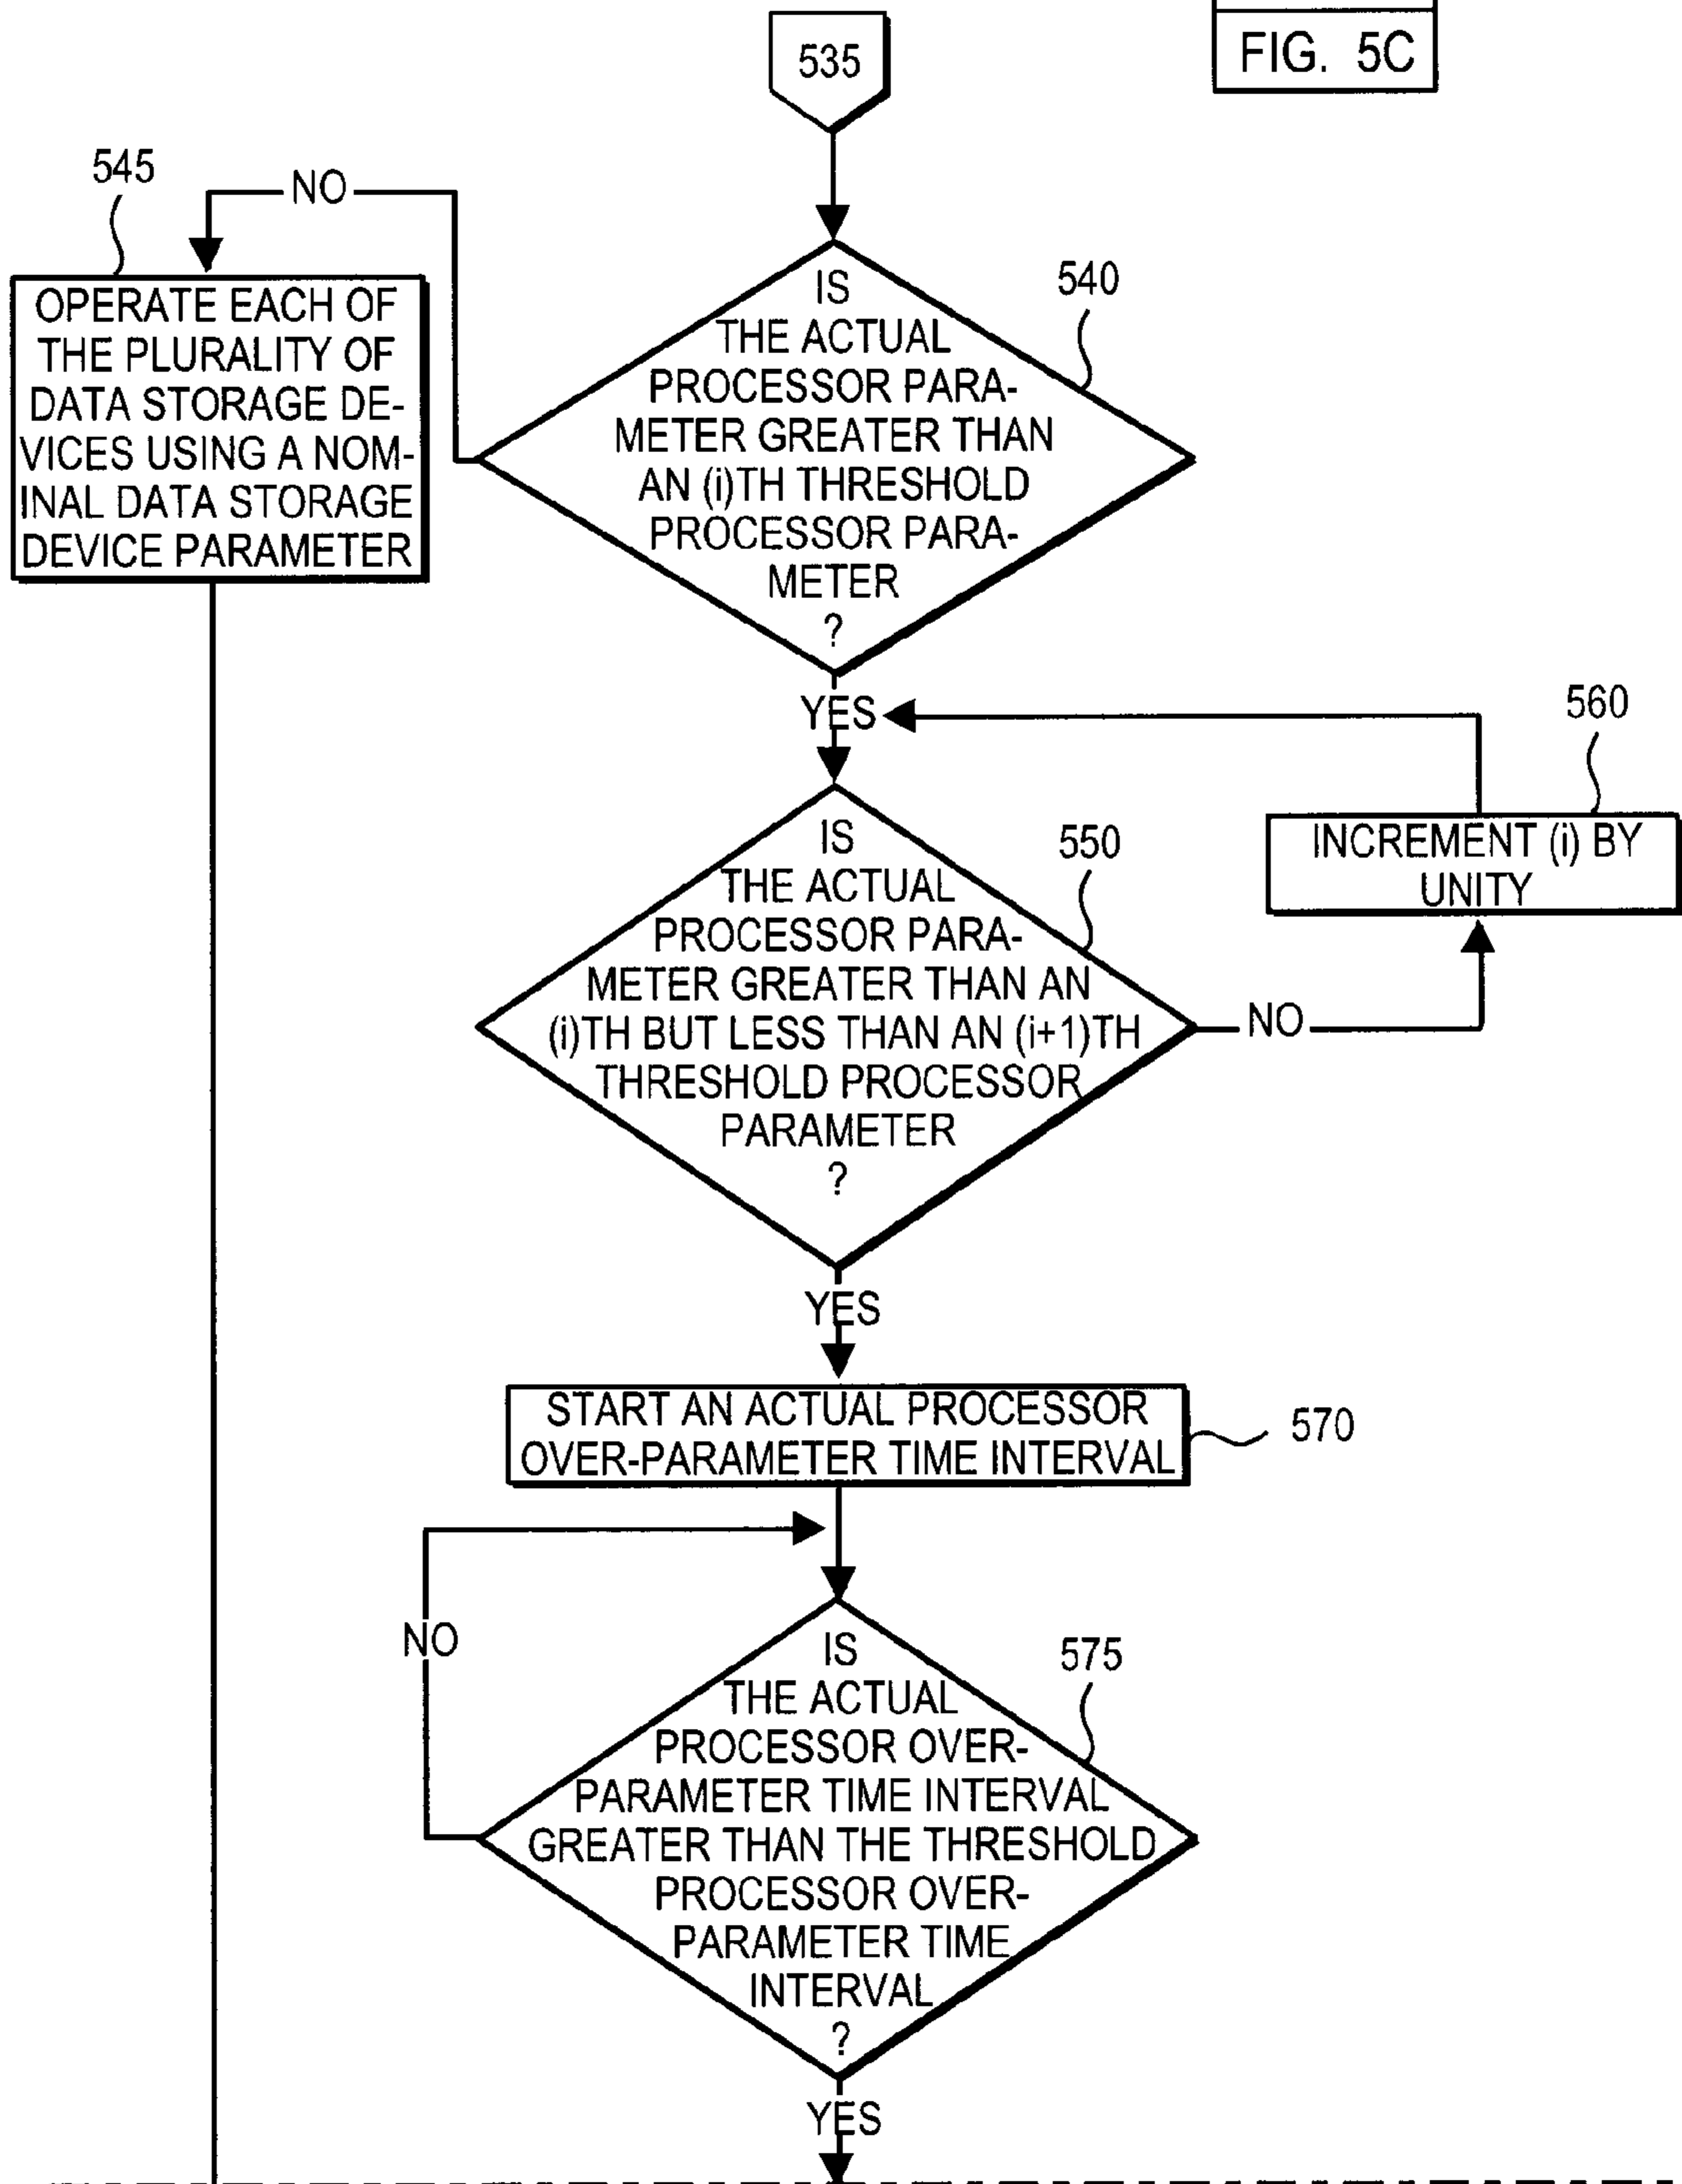 FIG. 5C
535
545
NO
OPERATE EACH OF
THE PLURALITY OF
DATA STORAGE DE-
VICES USING A NOM-
INAL DATA STORAGE
DEVICE PARAMETER
540
IS
THE ACTUAL
PROCESSOR PARA-
METER GREATER THAN
AN (i)TH THRESHOLD
PROCESSOR PARA-
METER
?
YES
560
INCREMENT (i) BY
UNITY
550
IS
THE ACTUAL
PROCESSOR PARA-
METER GREATER THAN AN
(i)TH BUT LESS THAN AN (i+1)TH
THRESHOLD PROCESSOR
PARAMETER
?
NO
YES
START AN ACTUAL PROCESSOR
OVER-PARAMETER TIME INTERVAL
570
NO
575
IS
THE ACTUAL
PROCESSOR OVER-
PARAMETER TIME INTERVAL
GREATER THAN THE THRESHOLD
PROCESSOR OVER-
PARAMETER TIME
INTERVAL
?
YES